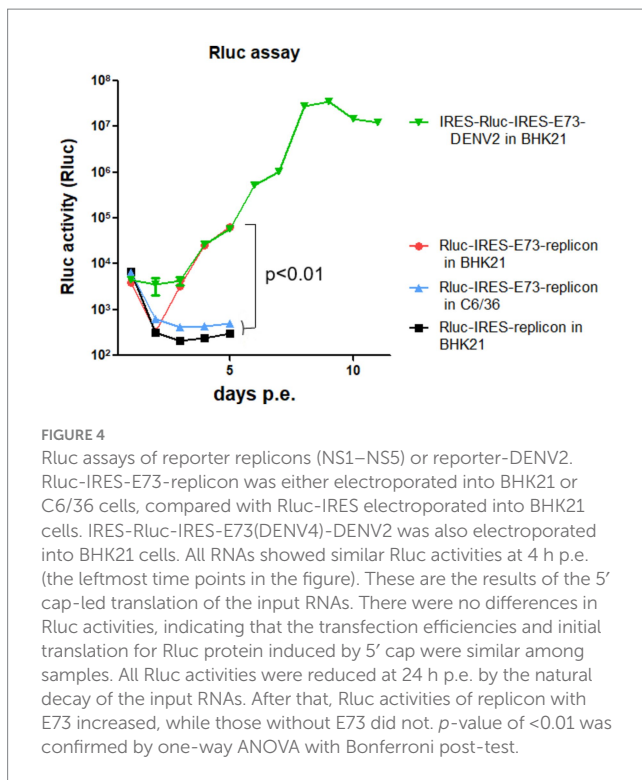 Rluc assay
Rluc activity (Rluc)
10⁸
10⁷
10⁶
10⁵
10⁴
10³
10²
5
10
days p.e.
p<0.01
IRES-Rluc-IRES-E73-
DENV2 in BHK21
Rluc-IRES-E73-replicon
in BHK21
Rluc-IRES-E73-replicon
in C6/36
Rluc-IRES-replicon in
BHK21
FIGURE 4
Rluc assays of reporter replicons (NS1–NS5) or reporter-DENV2.
Rluc-IRES-E73-replicon was either electroporated into BHK21 or
C6/36 cells, compared with Rluc-IRES electroporated into BHK21
cells. IRES-Rluc-IRES-E73(DENV4)-DENV2 was also electroporated
into BHK21 cells. All RNAs showed similar Rluc activities at 4 h p.e.
(the leftmost time points in the figure). These are the results of the 5′
cap-led translation of the input RNAs. There were no differences in
Rluc activities, indicating that the transfection efficiencies and initial
translation for Rluc protein induced by 5′ cap were similar among
samples. All Rluc activities were reduced at 24 h p.e. by the natural
decay of the input RNAs. After that, Rluc activities of replicon with
E73 increased, while those without E73 did not. p-value of <0.01 was
confirmed by one-way ANOVA with Bonferroni post-test.